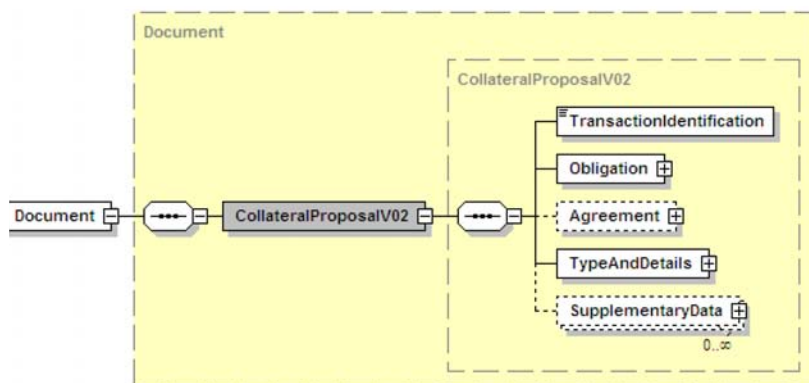 Document
CollateralProposalV02
TransactionIdentification
Obligation
Agreement
Document
CollateralProposalV02
TypeAndDetails
SupplementaryData
0..∞